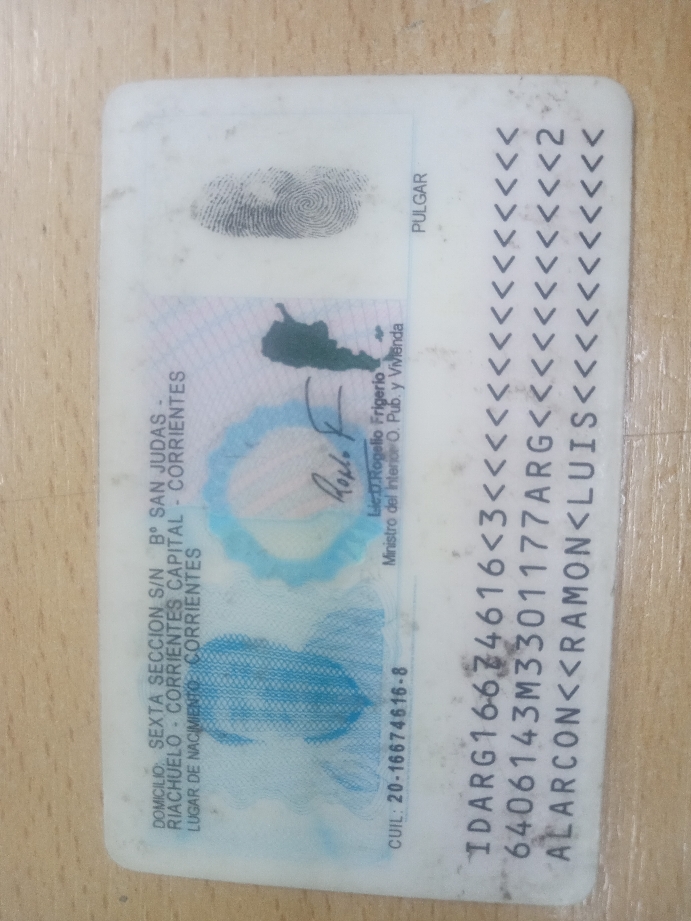 DOMICILIO: SEXTA SECCION S/N Bº SAN JUDAS -
RIACHUELO - CORRIENTES CAPITAL - CORRIENTES
LUGAR DE NACIMIENTO: CORRIENTES
Lic. D. Rogelio Frigerio
Ministro del Interior O. Pub. y Vivienda
PULGAR
CUIL: 20-16674616-8
IDARG16674616<3<<<<<<<<<<<<<<<
6406143M3301177ARG<<<<<<<<<<<2
ALARCON<<RAMON<LUIS<<<<<<<<<<<